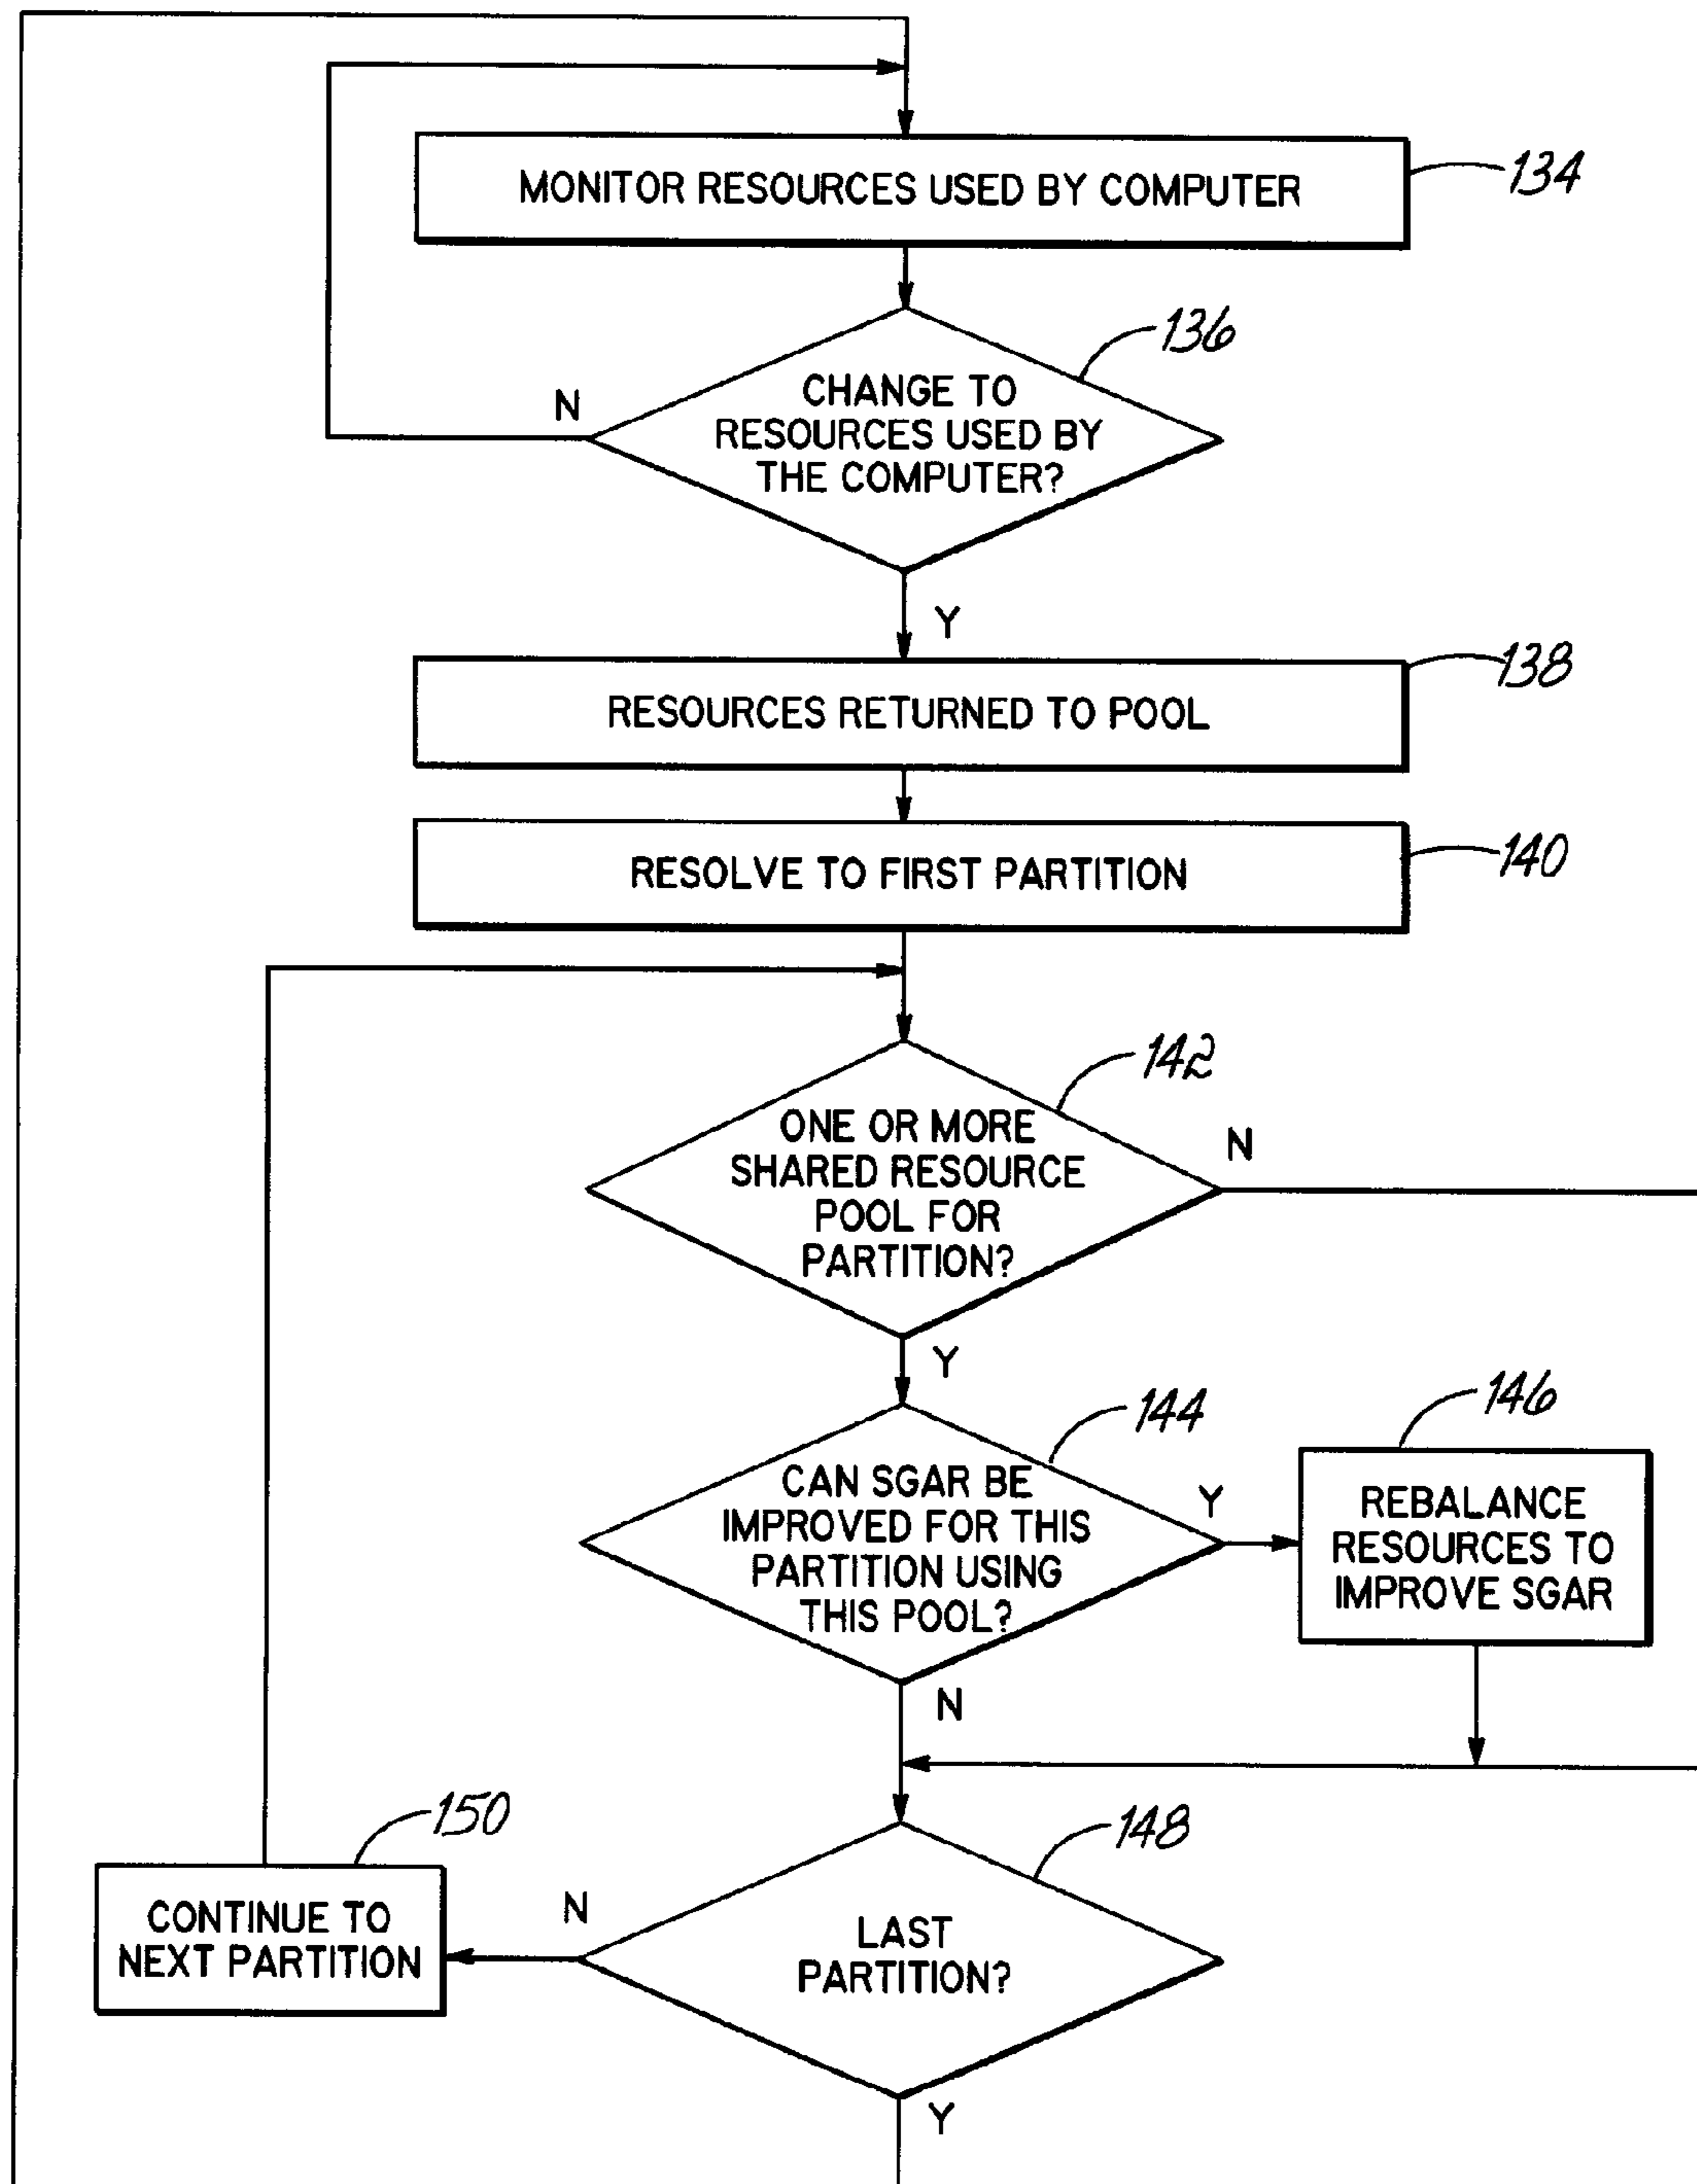 MONITOR RESOURCES USED BY COMPUTER
134
136
CHANGE TO
RESOURCES USED BY
THE COMPUTER?
N
Y
138
RESOURCES RETURNED TO POOL
RESOLVE TO FIRST PARTITION
140
142
ONE OR MORE
SHARED RESOURCE
POOL FOR
PARTITION?
N
Y
144
146
CAN SGAR BE
IMPROVED FOR THIS
PARTITION USING
THIS POOL?
Y
REBALANCE
RESOURCES TO
IMPROVE SGAR
N
150
148
CONTINUE TO
NEXT PARTITION
N
LAST
PARTITION?
Y